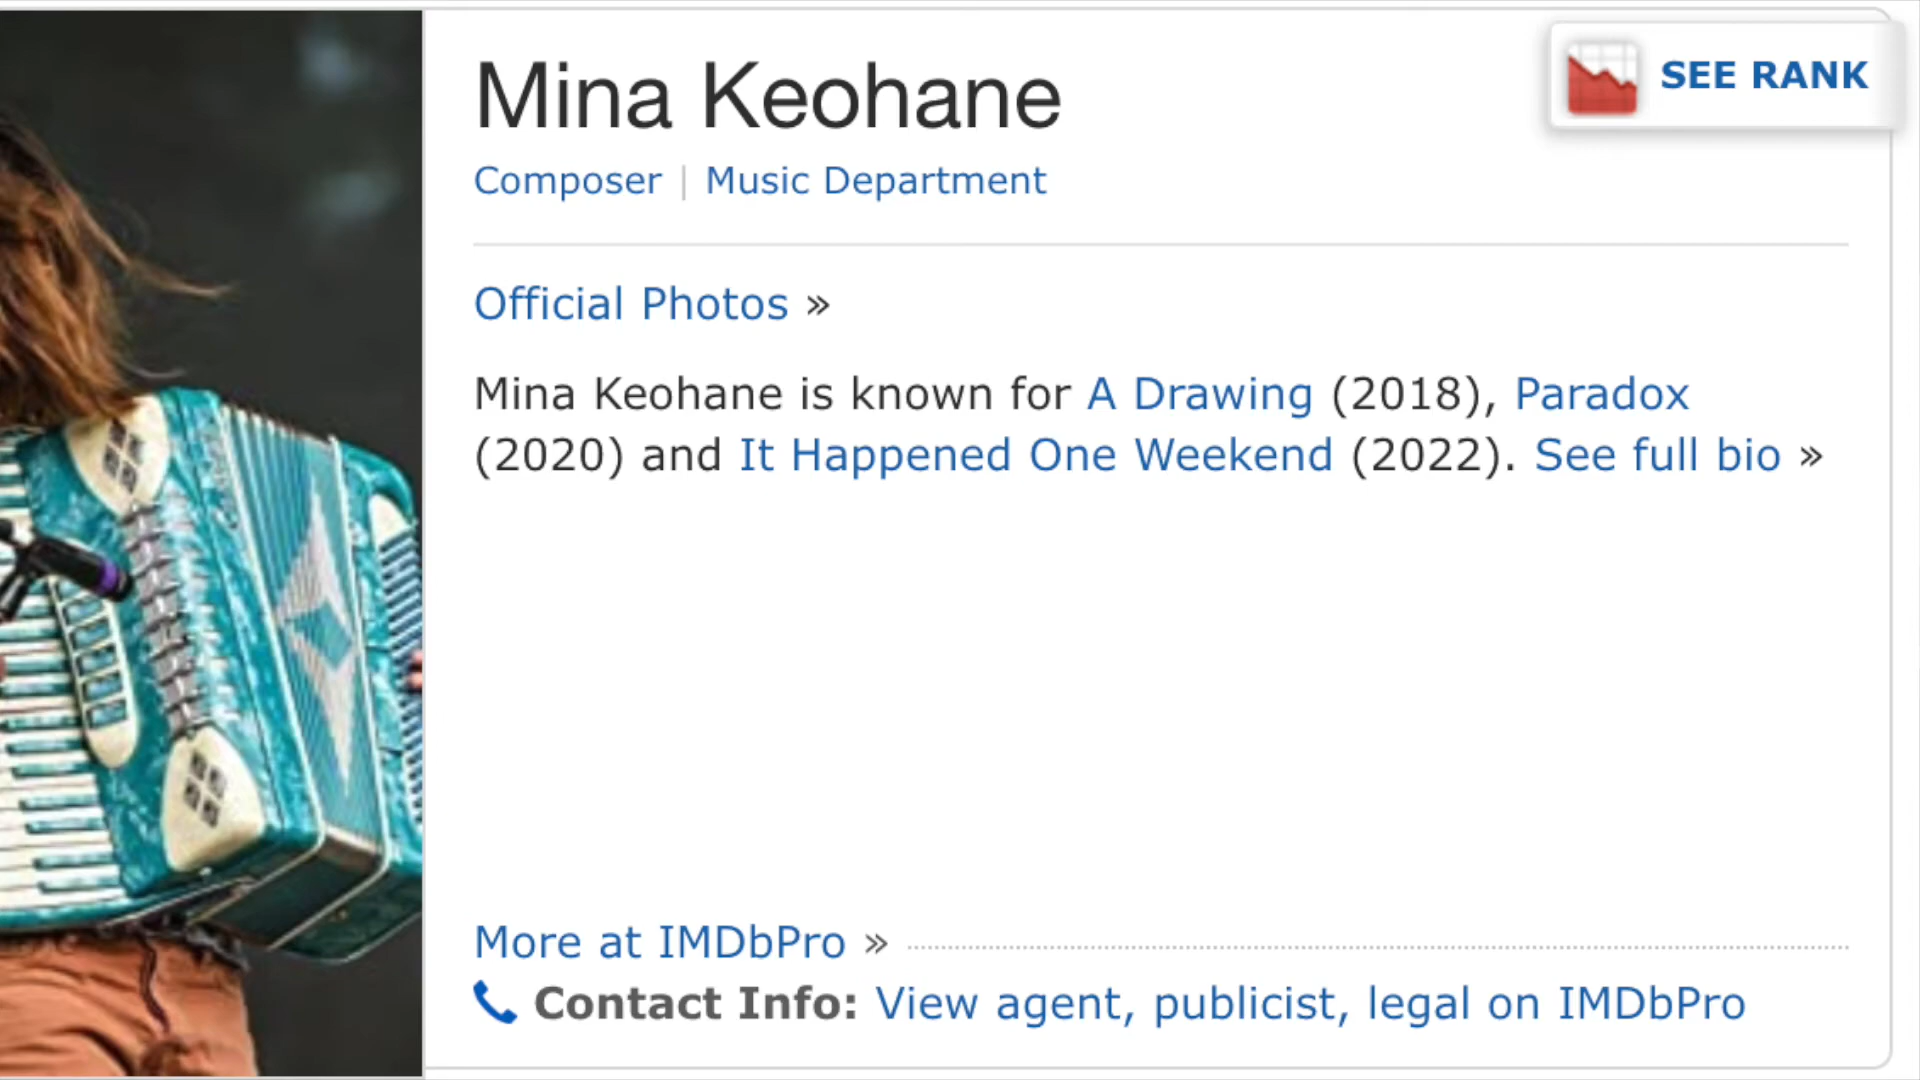 Mina Keohane
SEE RANK
Composer | Music Department
Official Photos »
Mina Keohane is known for A Drawing (2018), Paradox
(2020) and It Happened One Weekend (2022). See full bio »
More at IMDbPro »
Contact Info: View agent, publicist, legal on IMDbPro